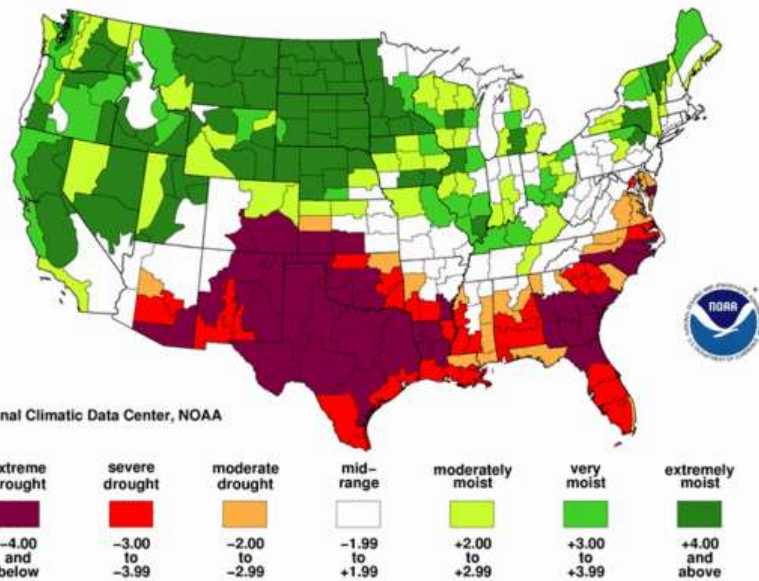 nal Climatic Data Center, NOAA
NOAA
xtreme
rought
severe
drought
moderate
drought
mid-
range
moderately
moist
very
moist
extremely
moist
-4.00
and
below
-3.00
to
-3.99
-2.00
to
-2.99
-1.99
to
+1.99
+2.00
to
+2.99
+3.00
to
+3.99
+4.00
and
above